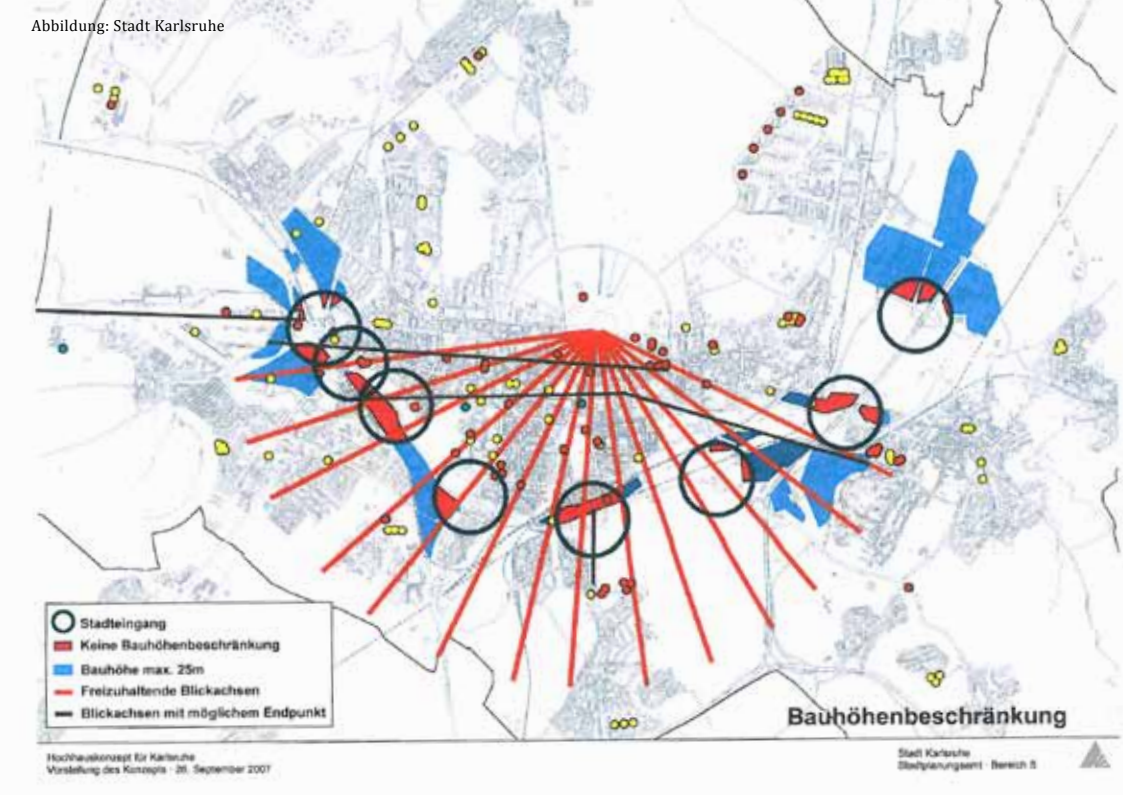 Abbildung: Stadt Karlsruhe
Stadteingang
Keine Bauhöhenbeschränkung
Bauhöhe max. 25m
Freizuhaltende Blickachsen
Blickachsen mit möglichem Endpunkt
Bauhöhenbeschränkung
Hochhauskonzept für Karlsruhe
Vorstellung des Konzepts - 26. September 2007
Stadt Karlsruhe
Stadtplanungsamt - Bereich